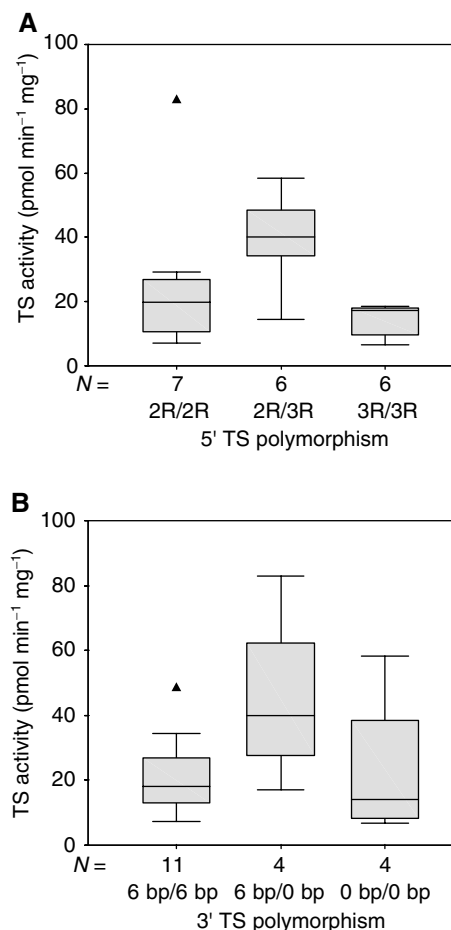 A
TS activity (pmol min⁻¹ mg⁻¹)
100
80
60
40
20
0
N = 7 6 6
2R/2R 2R/3R 3R/3R
5' TS polymorphism
B
TS activity (pmol min⁻¹ mg⁻¹)
100
80
60
40
20
0
N = 11 4 4
6 bp/6 bp 6 bp/0 bp 0 bp/0 bp
3' TS polymorphism